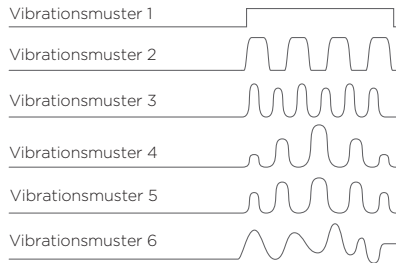 Vibrationsmuster 1
Vibrationsmuster 2
Vibrationsmuster 3
Vibrationsmuster 4
Vibrationsmuster 5
Vibrationsmuster 6